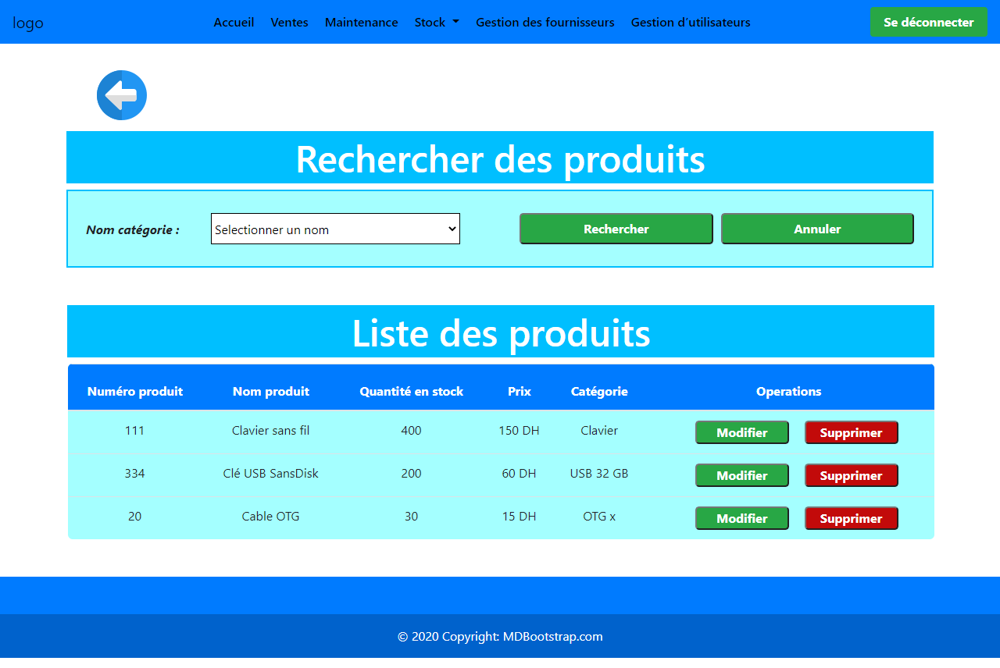 logo Accueil Ventes Maintenance Stock Gestion des fournisseurs Gestion d'utilisateurs Se déconnecter
Rechercher des produits
Nom catégorie : Selectionner un nom Rechercher Annuler
Liste des produits
Numéro produit Nom produit Quantité en stock Prix Catégorie Operations
111 Clavier sans fil 400 150 DH Clavier Modifier Supprimer
334 Clé USB SansDisk 200 60 DH USB 32 GB Modifier Supprimer
20 Cable OTG 30 15 DH OTG x Modifier Supprimer
© 2020 Copyright: MDBootstrap.com